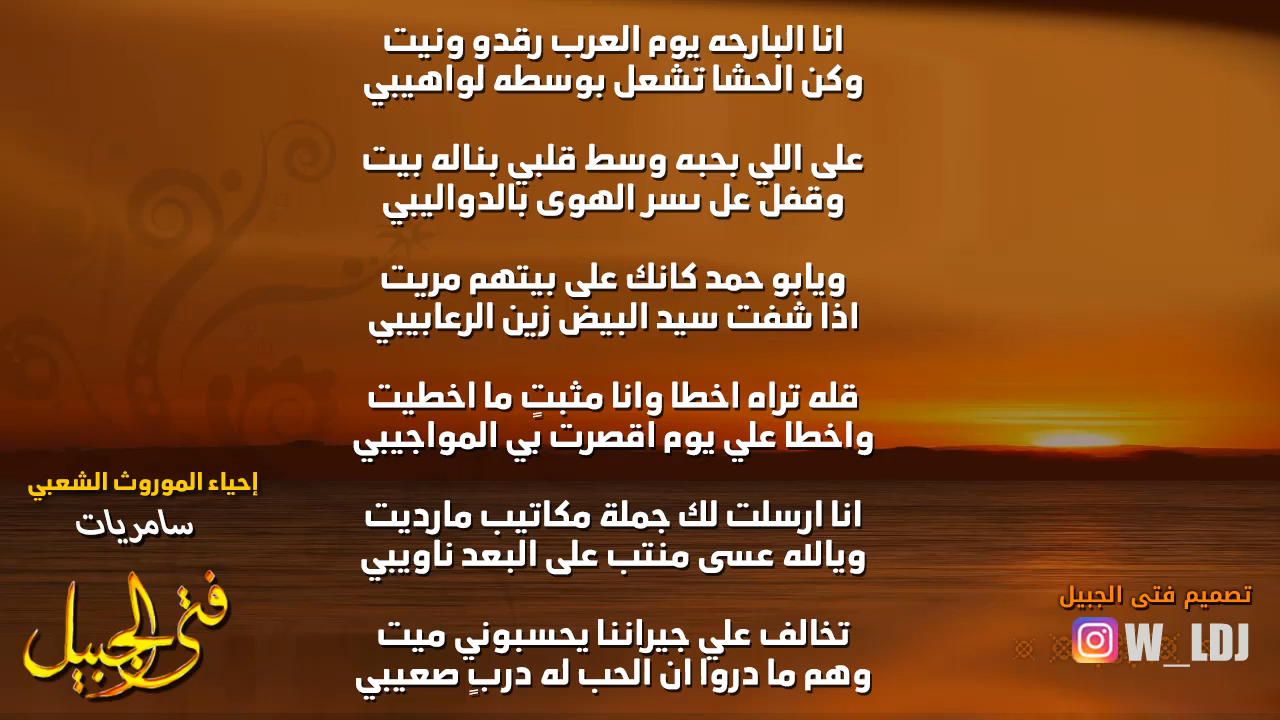 انا البارحه يوم العرب رقدو ونيت
وكن الحشا تشعل بوسطه لواهيبي
على اللي بحبه وسط قلبي بناله بيت
وقفل عل سىر الهوى بالدواليبي
ويابو حمد كانك على بيتهم مريت
اذا شفت سيد البيض زين الرعابيبي
قله تراه اخطا وانا مثبتٍ ما اخطيت
واخطا علي يوم اقصرت بي المواجيبي
انا ارسلت لك جملة مكاتيب مارديت
ويالله عسى منتب على البعد ناويبي
تخالف علي جيراننا يحسبوني ميت
وهم ما دروا ان الحب له دربٍ صعيبي
إحياء الموروث الشعبي
سامريات
فتى الجبيل
تصميم فتى الجبيل
W__LDJ